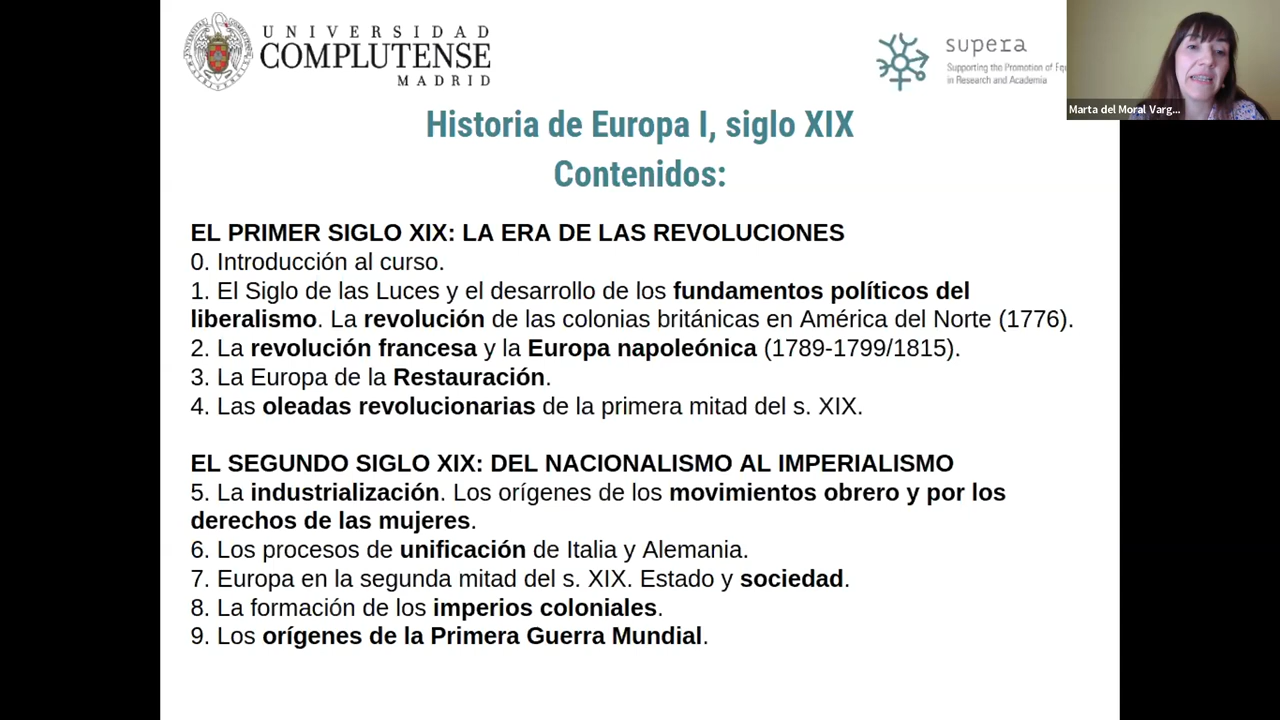 UNIVERSIDAD
COMPLUTENSE
MADRID
supera
Supporting the Promotion of Eq
in Research and Academia
Marta del Moral Varg...
Historia de Europa I, siglo XIX
Contenidos:
EL PRIMER SIGLO XIX: LA ERA DE LAS REVOLUCIONES
0. Introducción al curso.
1. El Siglo de las Luces y el desarrollo de los fundamentos políticos del
liberalismo. La revolución de las colonias británicas en América del Norte (1776).
2. La revolución francesa y la Europa napoleónica (1789-1799/1815).
3. La Europa de la Restauración.
4. Las oleadas revolucionarias de la primera mitad del s. XIX.
EL SEGUNDO SIGLO XIX: DEL NACIONALISMO AL IMPERIALISMO
5. La industrialización. Los orígenes de los movimientos obrero y por los
derechos de las mujeres.
6. Los procesos de unificación de Italia y Alemania.
7. Europa en la segunda mitad del s. XIX. Estado y sociedad.
8. La formación de los imperios coloniales.
9. Los orígenes de la Primera Guerra Mundial.